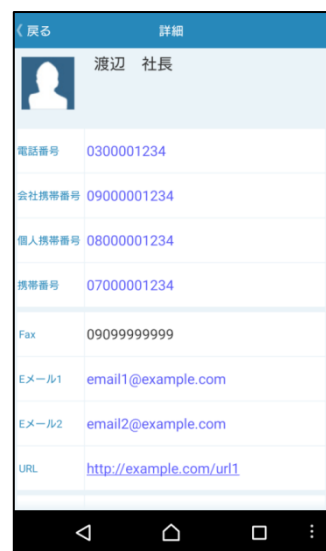 〈 戻る 詳細
渡辺　社長
電話番号 0300001234
会社携帯番号 09000001234
個人携帯番号 08000001234
携帯番号 07000001234
Fax 09099999999
Eメール1 email1@example.com
Eメール2 email2@example.com
URL http://example.com/url1